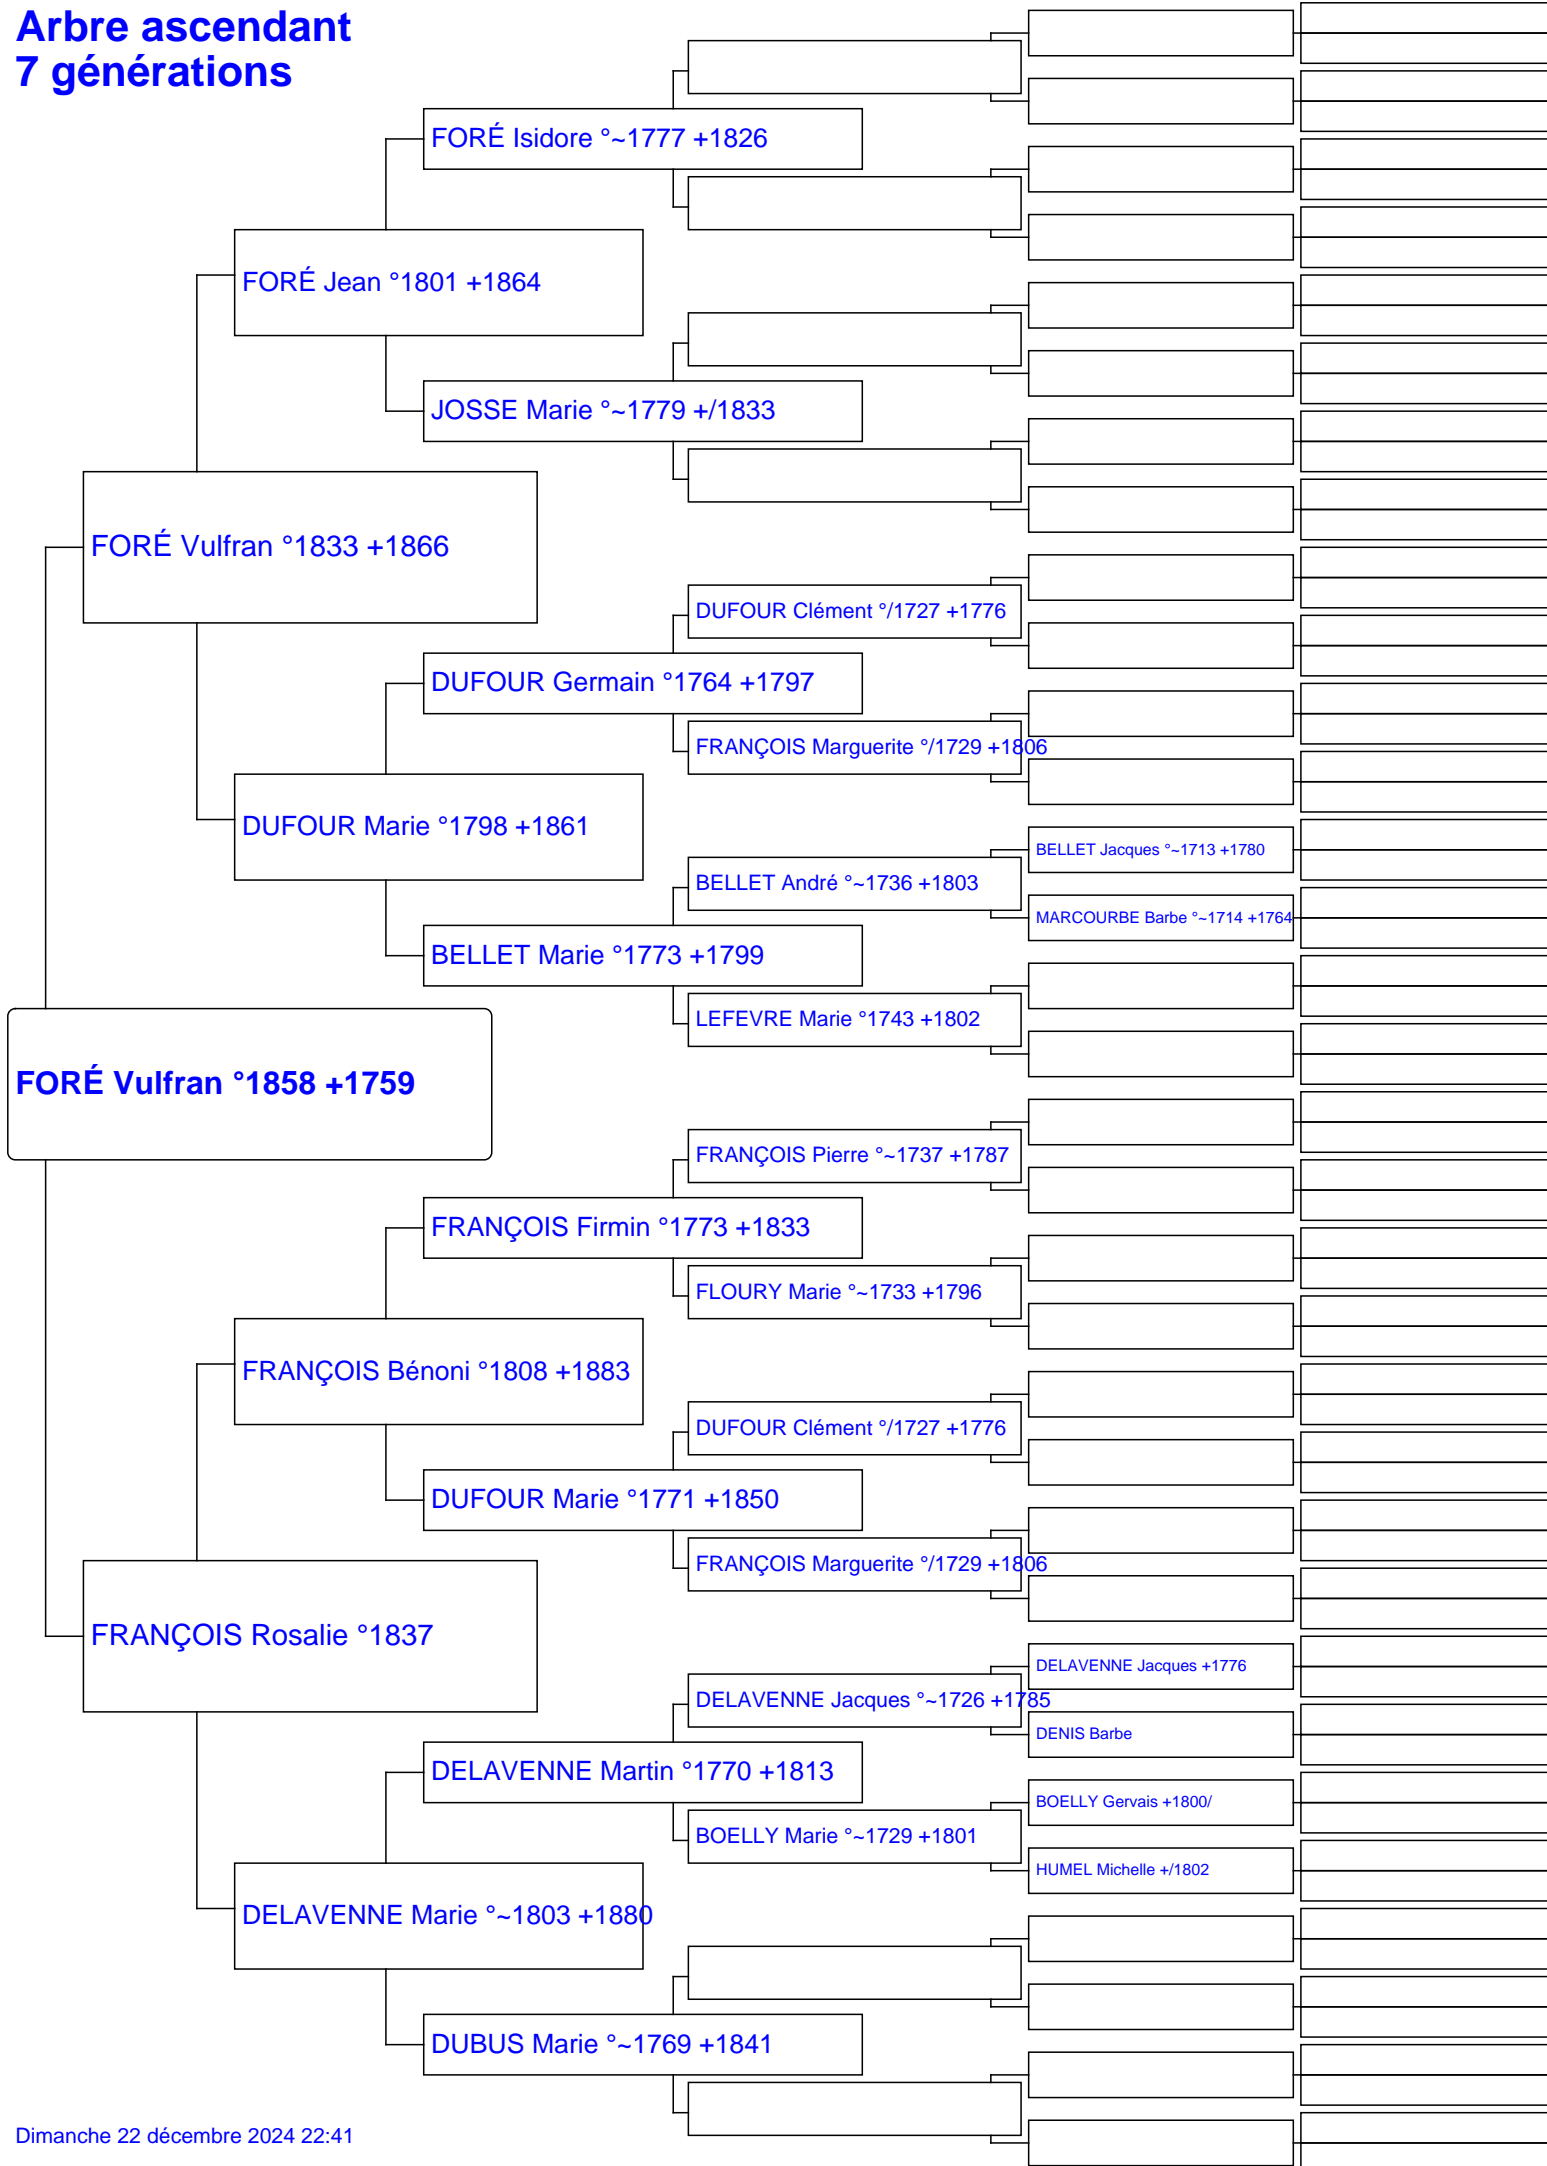 Arbre ascendant
7 générations
FORÉ Isidore °~1777 +1826
FORÉ Jean °1801 +1864
JOSSE Marie °~1779 +/1833
FORÉ Vulfran °1833 +1866
DUFOUR Clément °/1727 +1776
DUFOUR Germain °1764 +1797
FRANÇOIS Marguerite °/1729 +1806
DUFOUR Marie °1798 +1861
BELLET Jacques °~1713 +1780
BELLET André °~1736 +1803
MARCOURBE Barbe °~1714 +1764
BELLET Marie °1773 +1799
LEFEVRE Marie °1743 +1802
FORÉ Vulfran °1858 +1759
FRANÇOIS Pierre °~1737 +1787
FRANÇOIS Firmin °1773 +1833
FLOURY Marie °~1733 +1796
FRANÇOIS Bénoni °1808 +1883
DUFOUR Clément °/1727 +1776
DUFOUR Marie °1771 +1850
FRANÇOIS Marguerite °/1729 +1806
FRANÇOIS Rosalie °1837
DELAVENNE Jacques +1776
DELAVENNE Jacques °~1726 +1785
DENIS Barbe
DELAVENNE Martin °1770 +1813
BOELLY Gervais +1800/
BOELLY Marie °~1729 +1801
HUMEL Michelle +/1802
DELAVENNE Marie °~1803 +1880
DUBUS Marie °~1769 +1841
Dimanche 22 décembre 2024 22:41